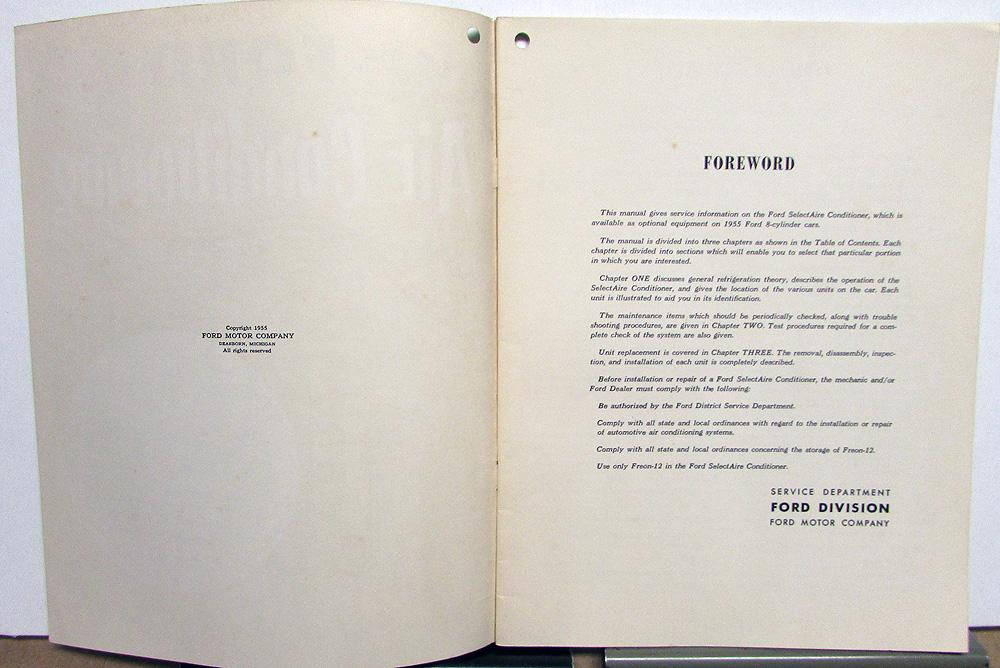 Copyright 1955
FORD MOTOR COMPANY
DEARBORN, MICHIGAN
All rights reserved
FOREWORD
This manual gives service information on the Ford SelectAire Conditioner, which is
available as optional equipment on 1955 Ford 8-cylinder cars.
The manual is divided into three chapters as shown in the Table of Contents. Each
chapter is divided into sections which will enable you to select that particular portion
in which you are interested.
Chapter ONE discusses general refrigeration theory, describes the operation of the
SelectAire Conditioner, and gives the location of the various units on the car. Each
unit is illustrated to aid you in its identification.
The maintenance items which should be periodically checked, along with trouble
shooting procedures, are given in Chapter TWO. Test procedures required for a com-
plete check of the system are also given.
Unit replacement is covered in Chapter THREE. The removal, disassembly, inspec-
tion, and installation of each unit is completely described.
Before installation or repair of a Ford SelectAire Conditioner, the mechanic and/or
Ford Dealer must comply with the following:
Be authorized by the Ford District Service Department.
Comply with all state and local ordinances with regard to the installation or repair
of automotive air conditioning systems.
Comply with all state and local ordinances concerning the storage of Freon-12.
Use only Freon-12 in the Ford SelectAire Conditioner.
SERVICE DEPARTMENT
FORD DIVISION
FORD MOTOR COMPANY